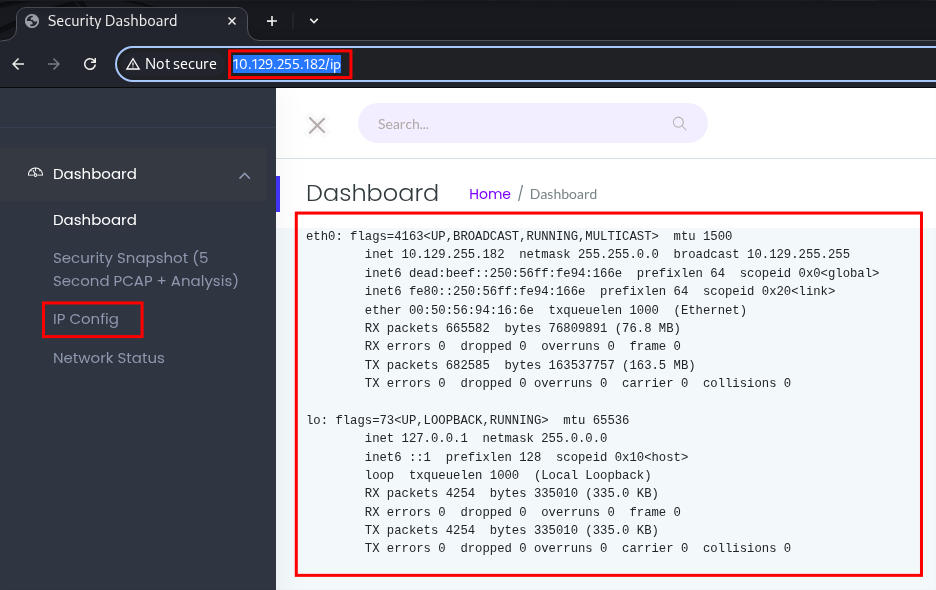 Security Dashboard
Not secure 10.129.255.182/ip
Search...
Dashboard
Dashboard
Security Snapshot (5
Second PCAP + Analysis)
IP Config
Network Status
Dashboard Home / Dashboard
eth0: flags=4163<UP,BROADCAST,RUNNING,MULTICAST>  mtu 1500
        inet 10.129.255.182  netmask 255.255.0.0  broadcast 10.129.255.255
        inet6 dead:beef::250:56ff:fe94:166e  prefixlen 64  scopeid 0x0<global>
        inet6 fe80::250:56ff:fe94:166e  prefixlen 64  scopeid 0x20<link>
        ether 00:50:56:94:16:6e  txqueuelen 1000  (Ethernet)
        RX packets 665582  bytes 76809891 (76.8 MB)
        RX errors 0  dropped 0  overruns 0  frame 0
        TX packets 682585  bytes 163537757 (163.5 MB)
        TX errors 0  dropped 0 overruns 0  carrier 0  collisions 0
lo: flags=73<UP,LOOPBACK,RUNNING>  mtu 65536
        inet 127.0.0.1  netmask 255.0.0.0
        inet6 ::1  prefixlen 128  scopeid 0x10<host>
        loop  txqueuelen 1000  (Local Loopback)
        RX packets 4254  bytes 335010 (335.0 KB)
        RX errors 0  dropped 0  overruns 0  frame 0
        TX packets 4254  bytes 335010 (335.0 KB)
        TX errors 0  dropped 0 overruns 0  carrier 0  collisions 0